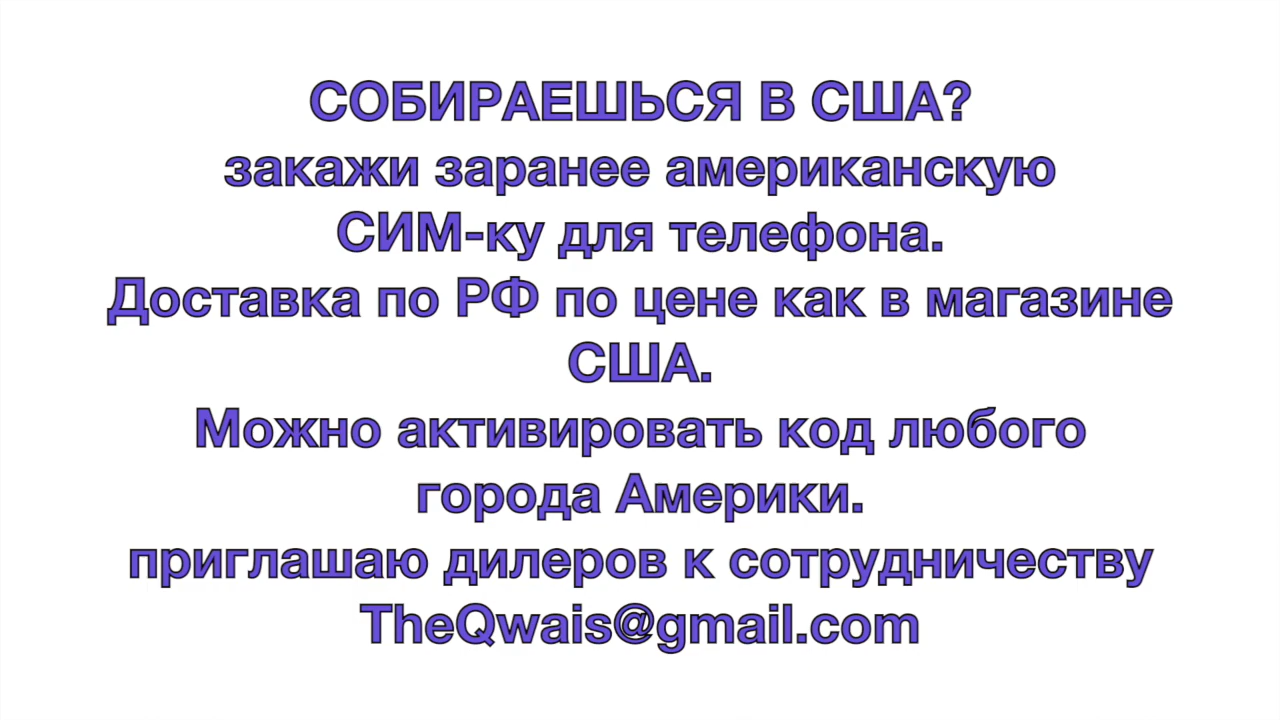 СОБИРАЕШЬСЯ В США?
закажи заранее американскую
СИМ-ку для телефона.
Доставка по РФ по цене как в магазине
США.
Можно активировать код любого
города Америки.
приглашаю дилеров к сотрудничеству
TheQwais@gmail.com